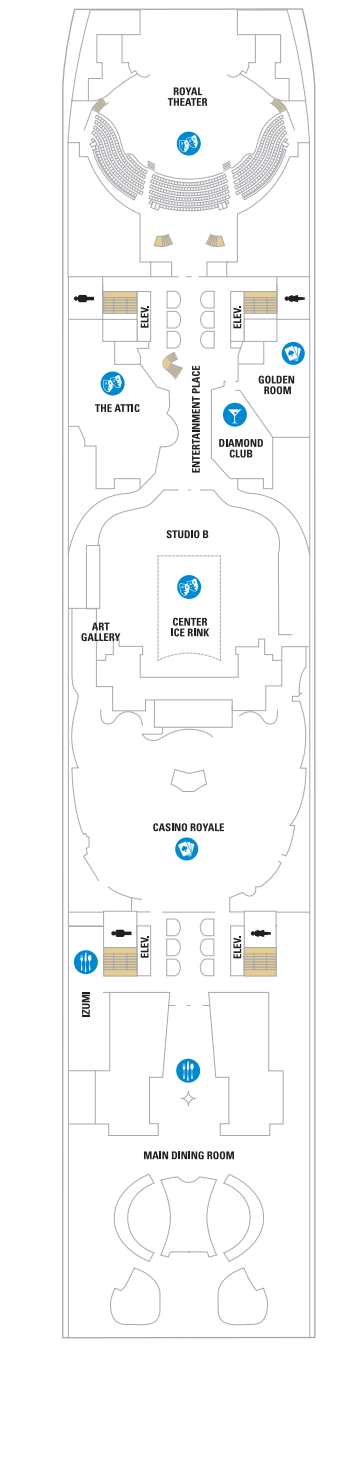 ROYAL
THEATER
ELEV.
ELEV.
ENTERTAINMENT PLACE
GOLDEN
ROOM
THE ATTIC
DIAMOND
CLUB
STUDIO B
CENTER
ICE RINK
ART
GALLERY
CASINO ROYALE
ELEV.
ELEV.
IZUMI
MAIN DINING ROOM